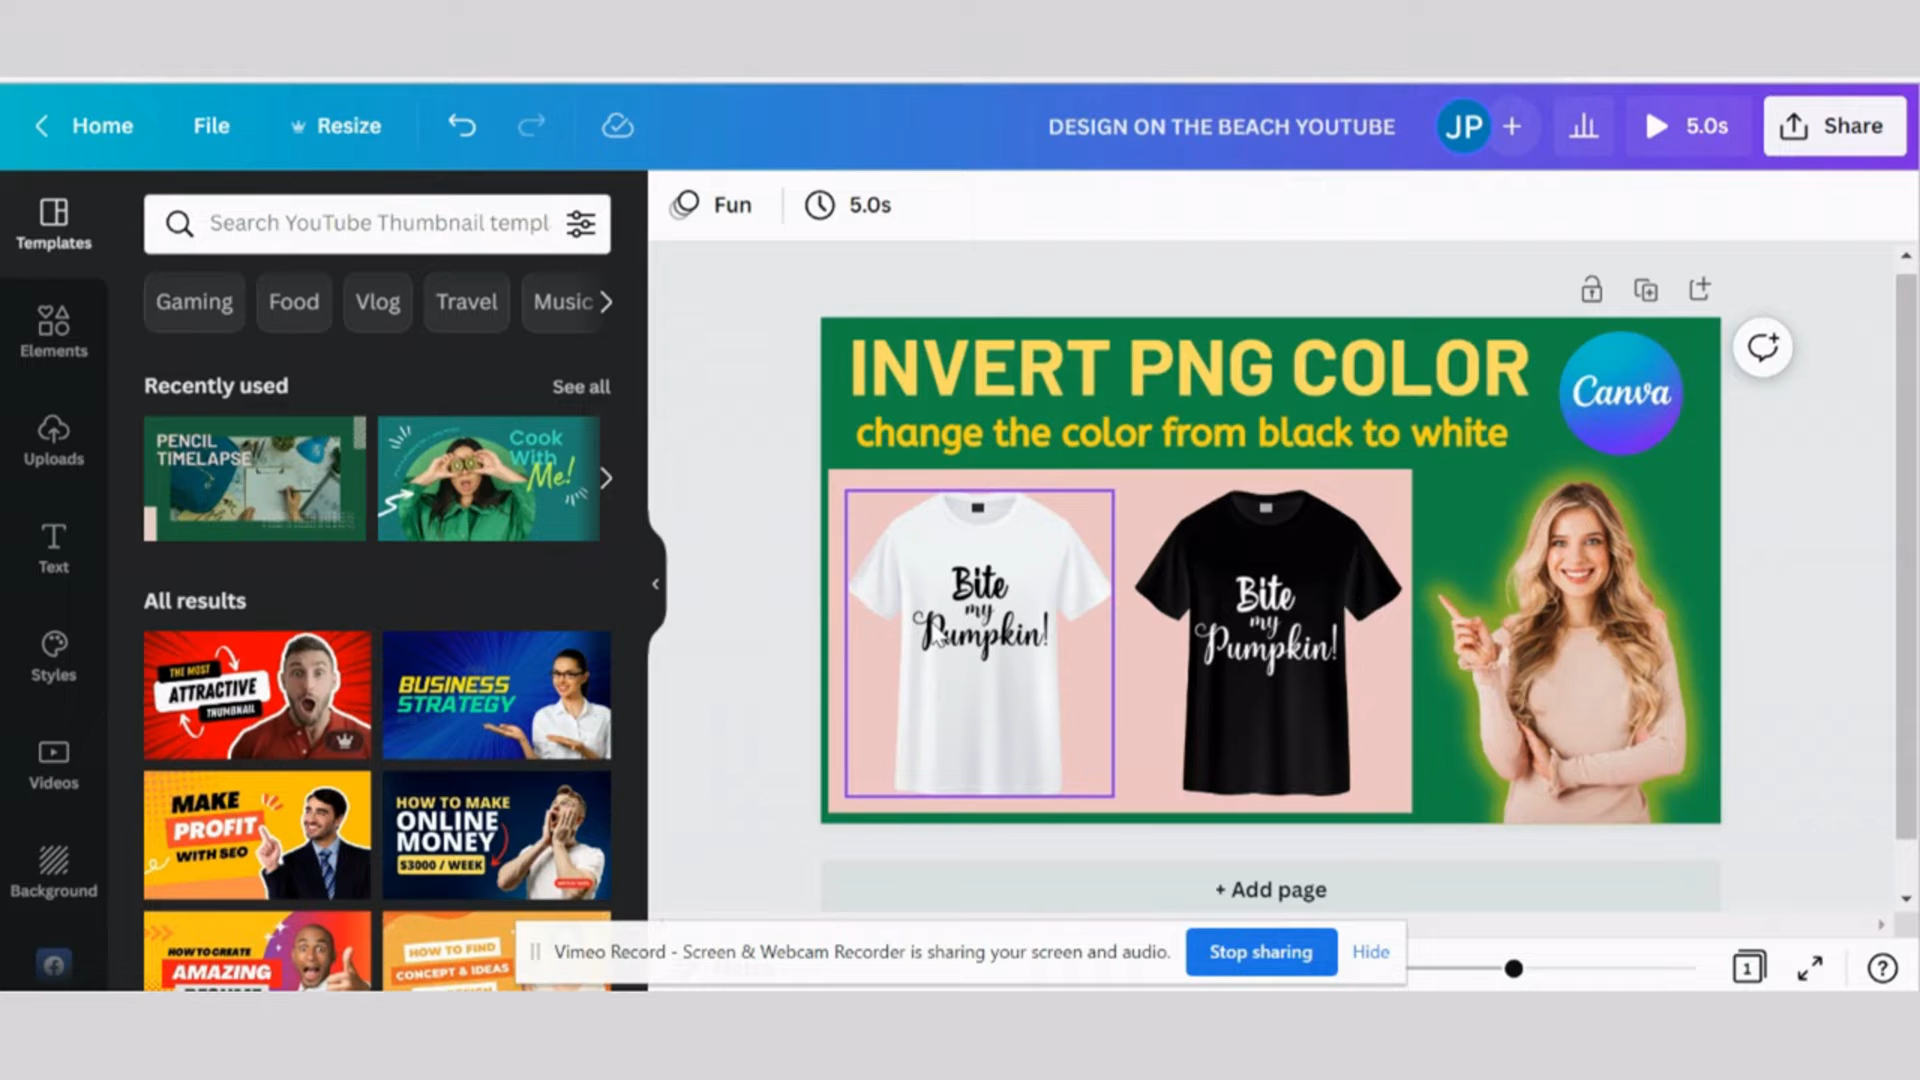 Home
File
Resize
DESIGN ON THE BEACH YOUTUBE
JP
+
5.0s
Share
Templates
Elements
Uploads
Text
Styles
Videos
Background
Search YouTube Thumbnail templ
Gaming
Food
Vlog
Travel
Music
Recently used
See all
PENCIL
TIMELAPSE
Cook
With
Me!
All results
THE MOST
ATTRACTIVE
THUMBNAIL
BUSINESS
STRATEGY
MAKE
PROFIT
WITH SEO
HOW TO MAKE
ONLINE
MONEY
$3000 / WEEK
HOW TO CREATE
AMAZING
HOW TO FIND
CONCEPT & IDEAS
Fun
5.0s
INVERT PNG COLOR
change the color from black to white
Canva
Bite
my
Pumpkin!
Bite
my
Pumpkin!
+ Add page
Vimeo Record - Screen & Webcam Recorder is sharing your screen and audio.
Stop sharing
Hide
1
?